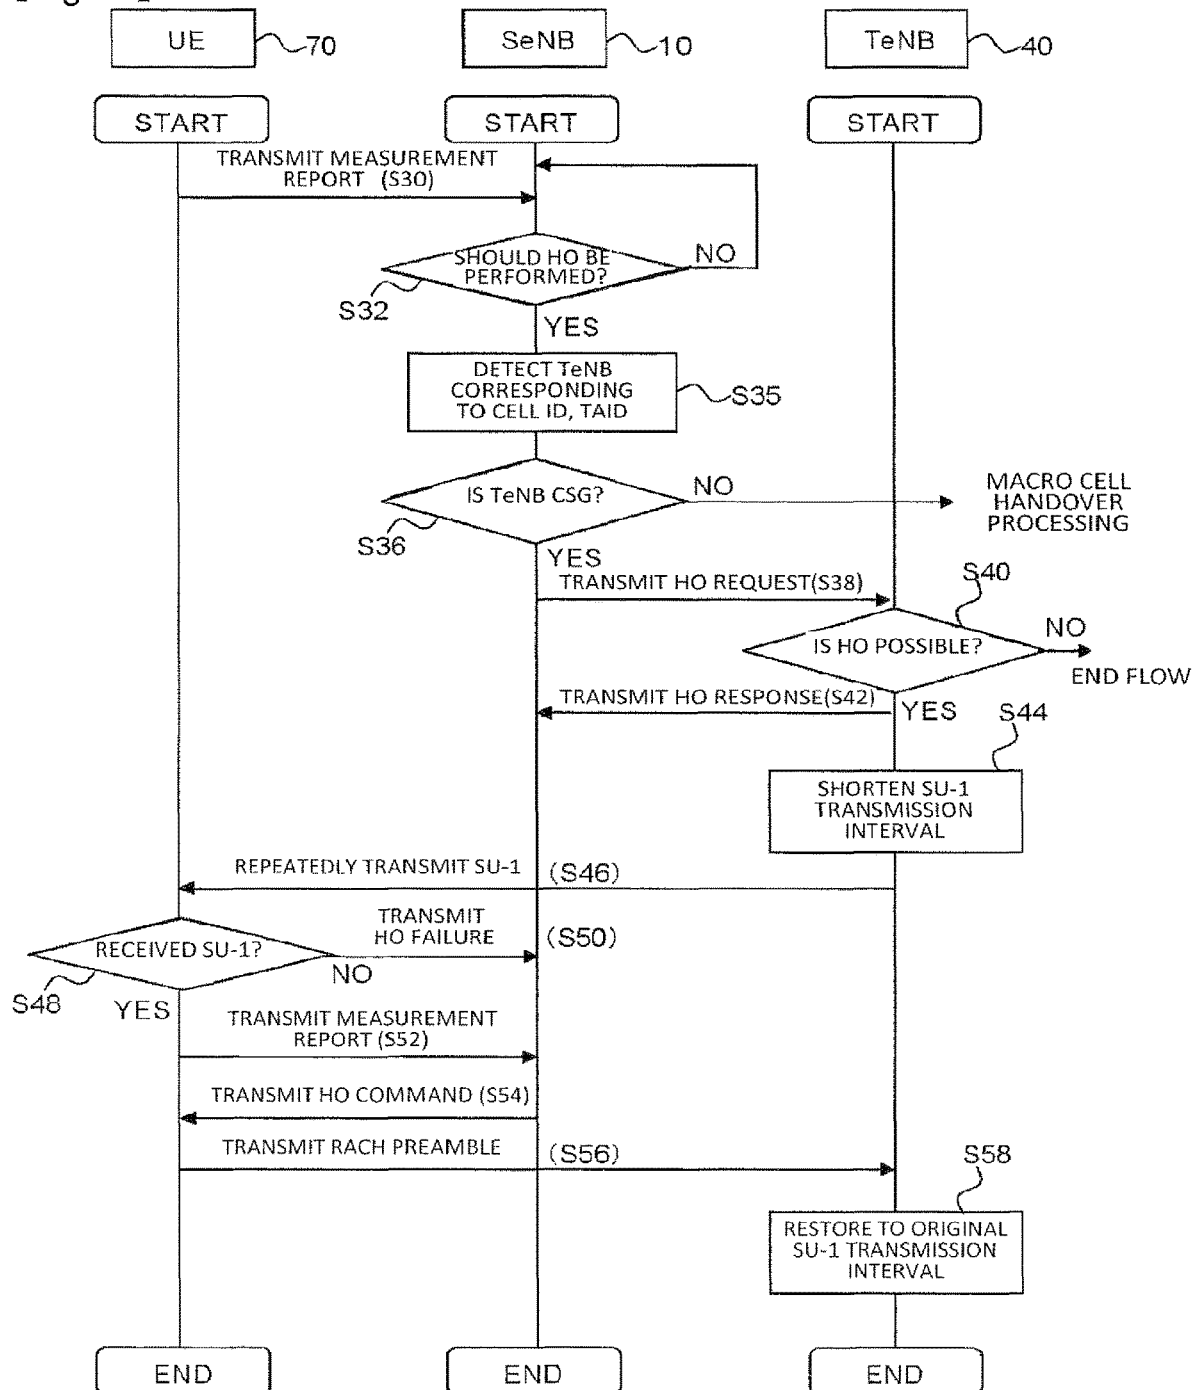 UE
70
SeNB
10
TeNB
40
START
START
START
TRANSMIT MEASUREMENT
REPORT (S30)
SHOULD HO BE
PERFORMED?
NO
S32
YES
DETECT TeNB
CORRESPONDING
TO CELL ID, TAID
S35
IS TeNB CSG?
NO
MACRO CELL
HANDOVER
PROCESSING
S36
YES
TRANSMIT HO REQUEST(S38)
S40
IS HO POSSIBLE?
NO
END FLOW
TRANSMIT HO RESPONSE(S42)
YES
S44
SHORTEN SU-1
TRANSMISSION
INTERVAL
REPEATEDLY TRANSMIT SU-1 (S46)
RECEIVED SU-1?
TRANSMIT
HO FAILURE (S50)
NO
S48
YES
TRANSMIT MEASUREMENT
REPORT (S52)
TRANSMIT HO COMMAND (S54)
TRANSMIT RACH PREAMBLE (S56)
S58
RESTORE TO ORIGINAL
SU-1 TRANSMISSION
INTERVAL
END
END
END